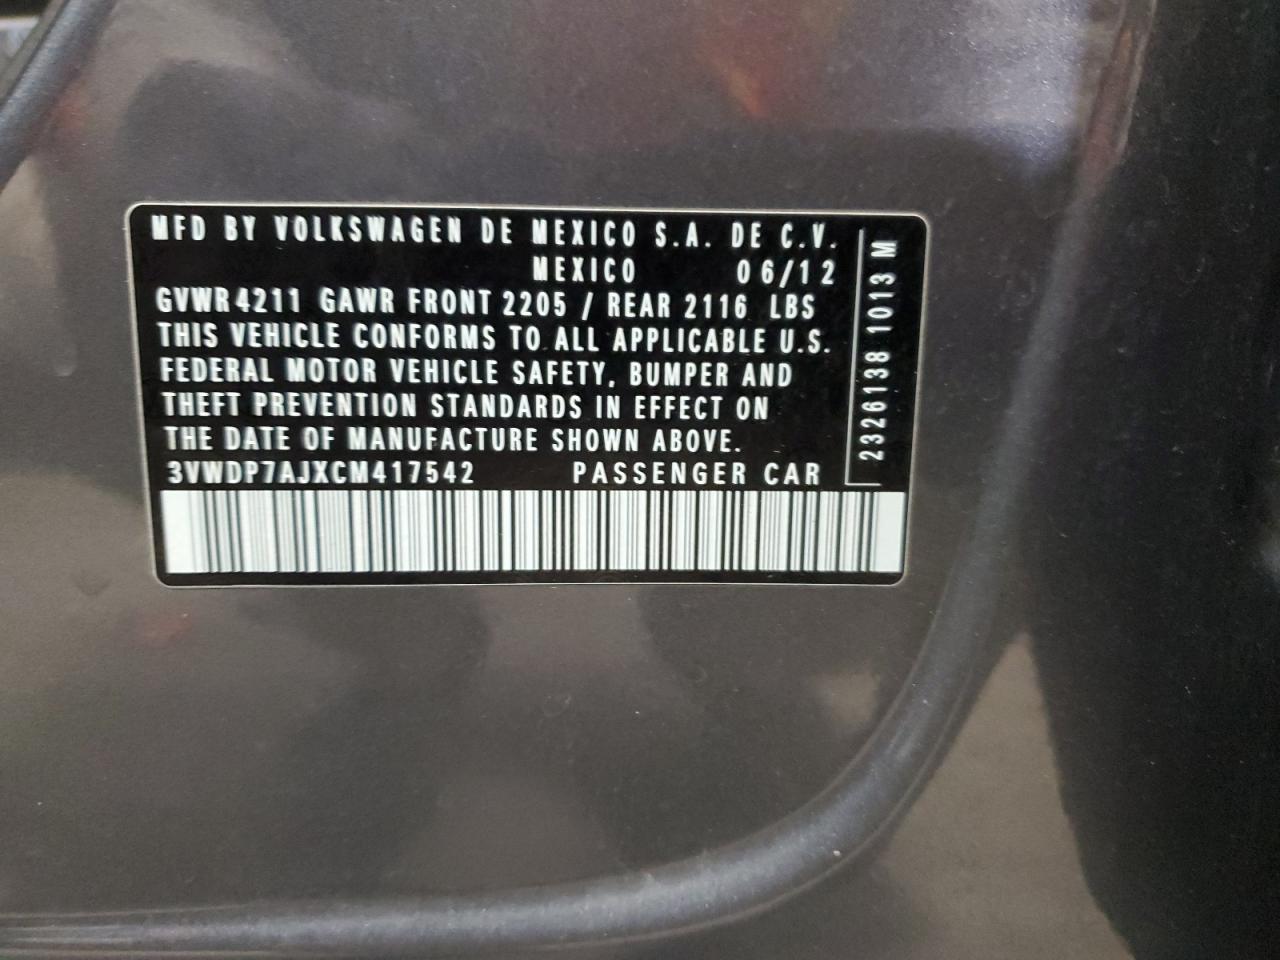 MFD BY VOLKSWAGEN DE MEXICO S.A. DE C.V.
MEXICO 06/12
GVWR 4211 GAWR FRONT 2205 / REAR 2116 LBS
THIS VEHICLE CONFORMS TO ALL APPLICABLE U.S.
FEDERAL MOTOR VEHICLE SAFETY, BUMPER AND
THEFT PREVENTION STANDARDS IN EFFECT ON
THE DATE OF MANUFACTURE SHOWN ABOVE.
3VWDP7AJXCM417542 PASSENGER CAR
2326138 1013 M